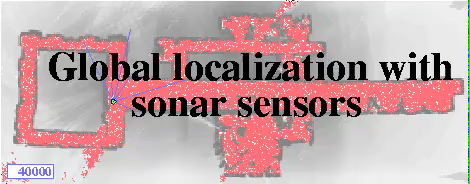 Global localization with
sonar sensors
40000